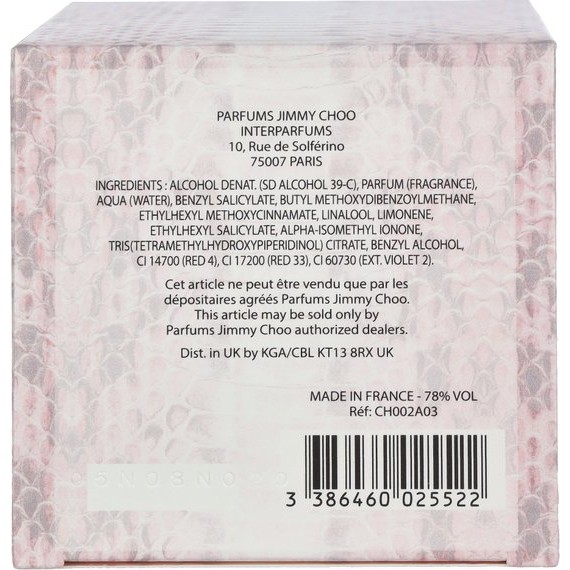 PARFUMS JIMMY CHOO
INTERPARFUMS
10, Rue de Solférino
75007 PARIS
INGREDIENTS : ALCOHOL DENAT. (SD ALCOHOL 39-C), PARFUM (FRAGRANCE),
AQUA (WATER), BENZYL SALICYLATE, BUTYL METHOXYDIBENZOYLMETHANE,
ETHYLHEXYL METHOXYCINNAMATE, LINALOOL, LIMONENE,
ETHYLHEXYL SALICYLATE, ALPHA-ISOMETHYL IONONE,
TRIS(TETRAMETHYLHYDROXYPIPERIDINOL) CITRATE, BENZYL ALCOHOL,
CI 14700 (RED 4), CI 17200 (RED 33), CI 60730 (EXT. VIOLET 2).
Cet article ne peut être vendu que par les
dépositaires agréés Parfums Jimmy Choo.
This article may be sold only by
Parfums Jimmy Choo authorized dealers.
Dist. in UK by KGA/CBL KT13 8RX UK
MADE IN FRANCE - 78% VOL
Réf: CH002A03
3 386460 025522